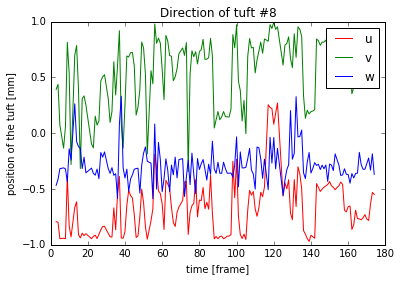 Direction of tuft #8
position of the tuft [mm]
1.0
0.5
0.0
−0.5
−1.0
u
v
w
0 20 40 60 80 100 120 140 160 180
time [frame]